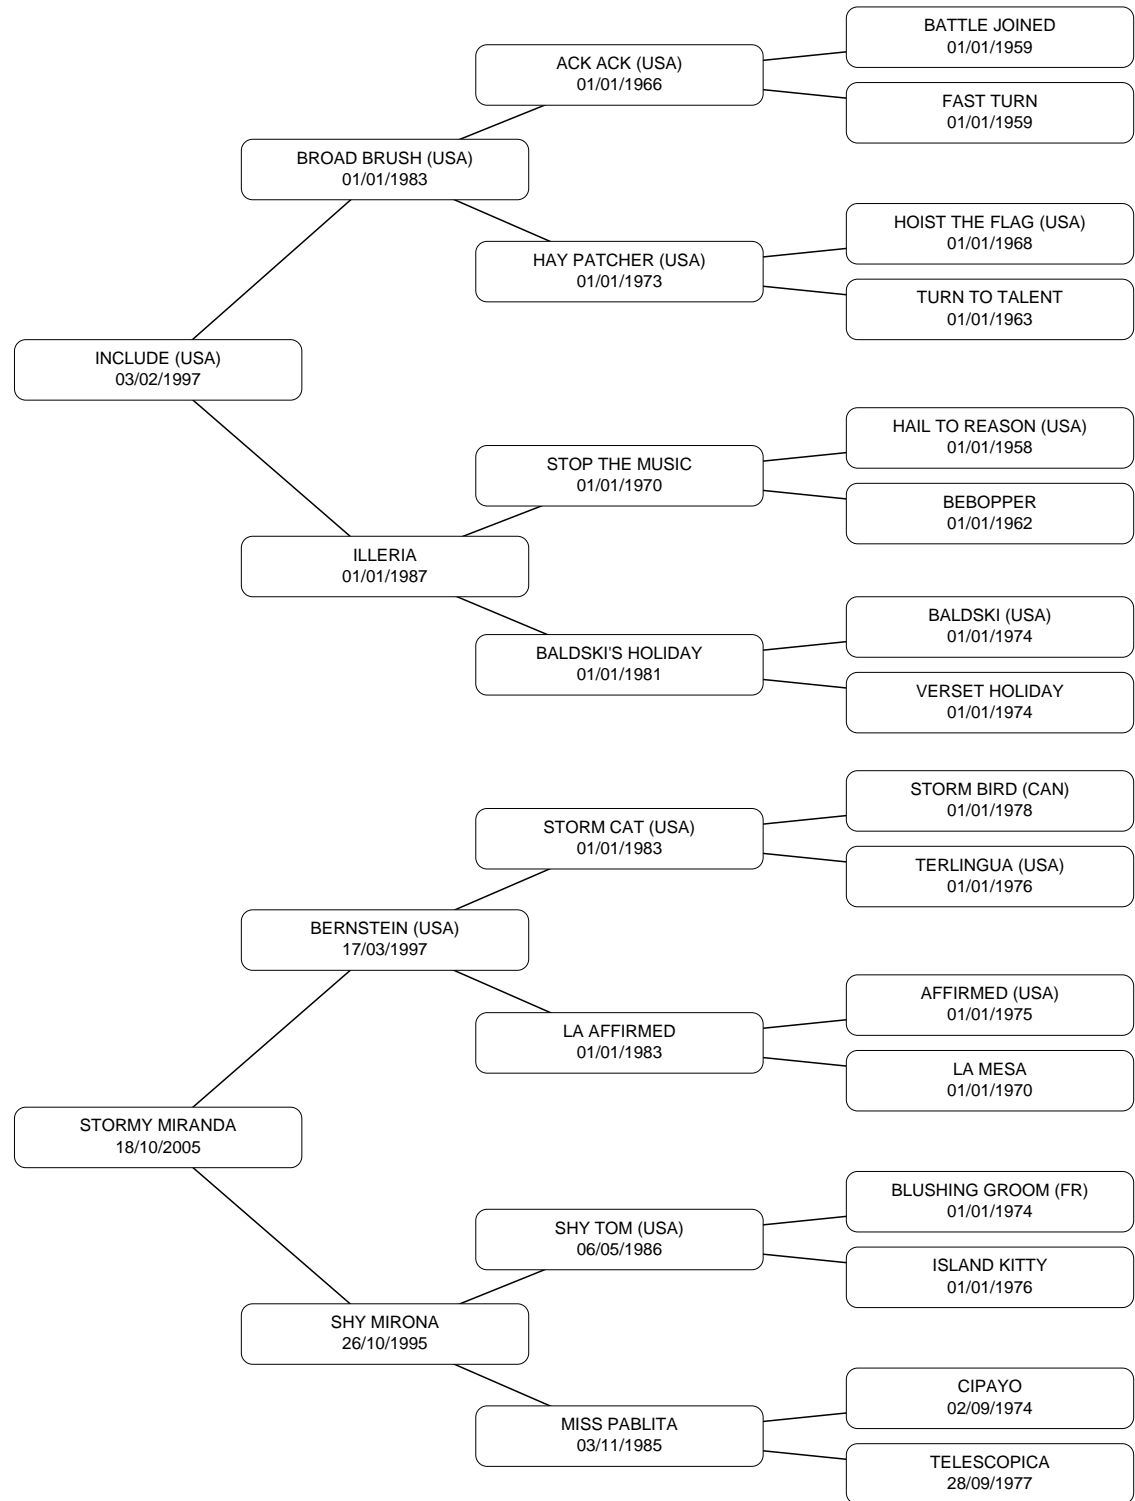 BATTLE JOINED
01/01/1959
ACK ACK (USA)
01/01/1966
FAST TURN
01/01/1959
BROAD BRUSH (USA)
01/01/1983
HOIST THE FLAG (USA)
01/01/1968
HAY PATCHER (USA)
01/01/1973
TURN TO TALENT
01/01/1963
INCLUDE (USA)
03/02/1997
HAIL TO REASON (USA)
01/01/1958
STOP THE MUSIC
01/01/1970
BEBOPPER
01/01/1962
ILLERIA
01/01/1987
BALDSKI (USA)
01/01/1974
BALDSKI'S HOLIDAY
01/01/1981
VERSET HOLIDAY
01/01/1974
STORM BIRD (CAN)
01/01/1978
STORM CAT (USA)
01/01/1983
TERLINGUA (USA)
01/01/1976
BERNSTEIN (USA)
17/03/1997
AFFIRMED (USA)
01/01/1975
LA AFFIRMED
01/01/1983
LA MESA
01/01/1970
STORMY MIRANDA
18/10/2005
BLUSHING GROOM (FR)
01/01/1974
SHY TOM (USA)
06/05/1986
ISLAND KITTY
01/01/1976
SHY MIRONA
26/10/1995
CIPAYO
02/09/1974
MISS PABLITA
03/11/1985
TELESCOPICA
28/09/1977